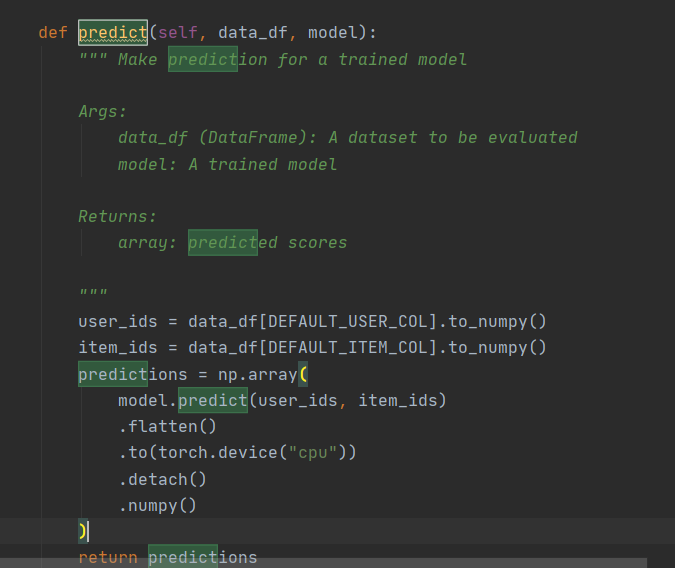 def predict(self, data_df, model):
""" Make prediction for a trained model
Args:
data_df (DataFrame): A dataset to be evaluated
model: A trained model
Returns:
array: predicted scores
"""
user_ids = data_df[DEFAULT_USER_COL].to_numpy()
item_ids = data_df[DEFAULT_ITEM_COL].to_numpy()
predictions = np.array(
model.predict(user_ids, item_ids)
.flatten()
.to(torch.device("cpu"))
.detach()
.numpy()
)
return predictions